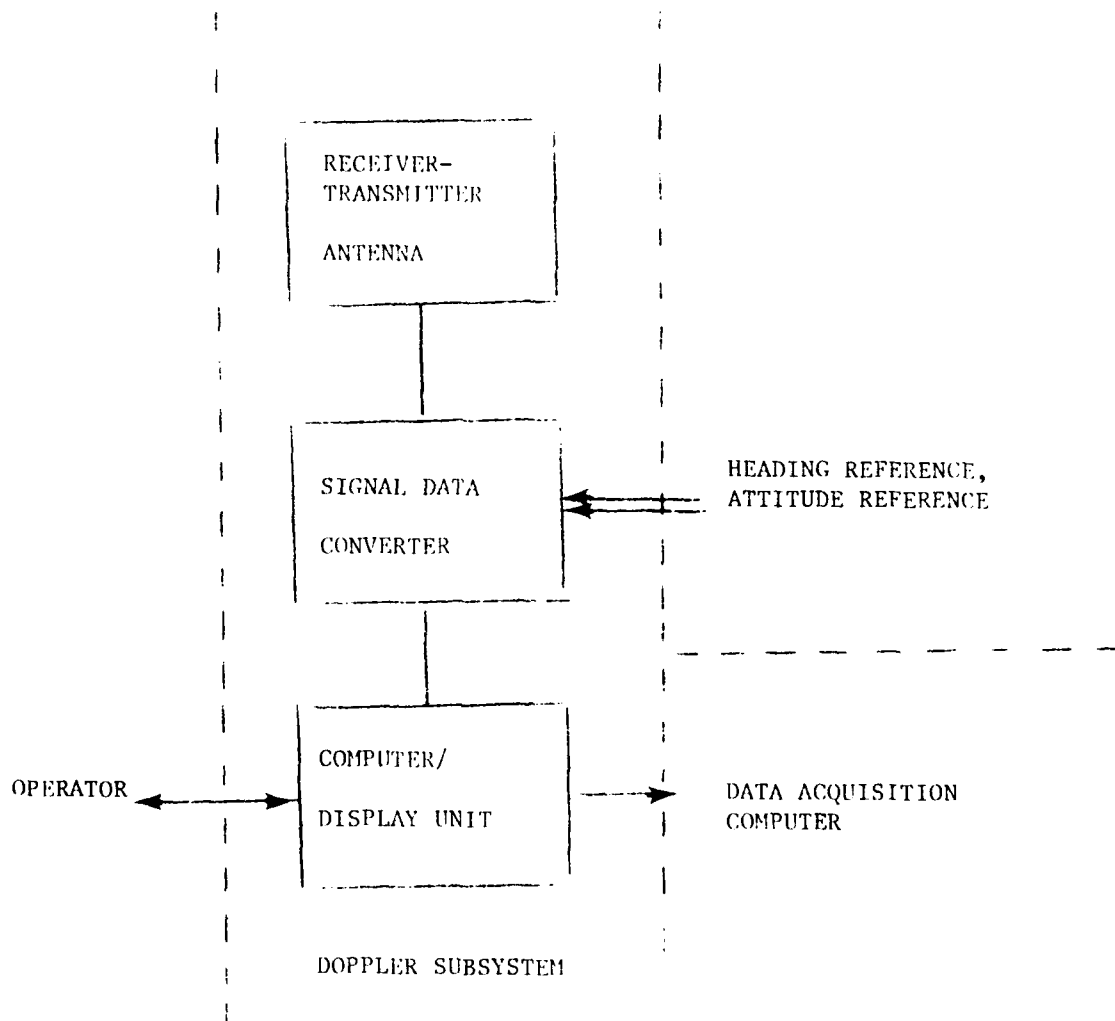 RECEIVER-
TRANSMITTER
ANTENNA
SIGNAL DATA
CONVERTER
HEADING REFERENCE,
ATTITUDE REFERENCE
COMPUTER/
DISPLAY UNIT
OPERATOR
DATA ACQUISITION
COMPUTER
DOPPLER SUBSYSTEM